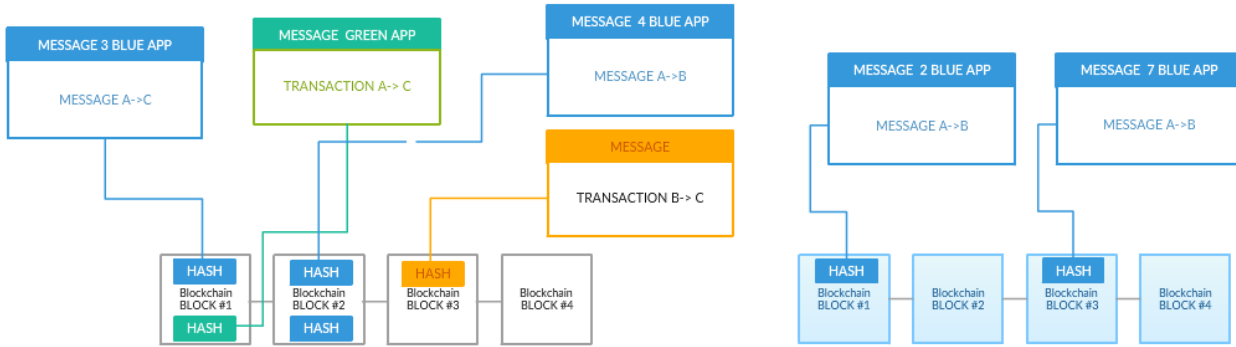 MESSAGE 3 BLUE APP
MESSAGE A->C
MESSAGE GREEN APP
TRANSACTION A-> C
MESSAGE 4 BLUE APP
MESSAGE A->B
MESSAGE
TRANSACTION B-> C
HASH
Blockchain
BLOCK #1
HASH
HASH
Blockchain
BLOCK #2
HASH
HASH
Blockchain
BLOCK #3
Blockchain
BLOCK #4
MESSAGE 2 BLUE APP
MESSAGE A->B
MESSAGE 7 BLUE APP
MESSAGE A->B
HASH
Blockchain
BLOCK #1
Blockchain
BLOCK #2
HASH
Blockchain
BLOCK #3
Blockchain
BLOCK #4